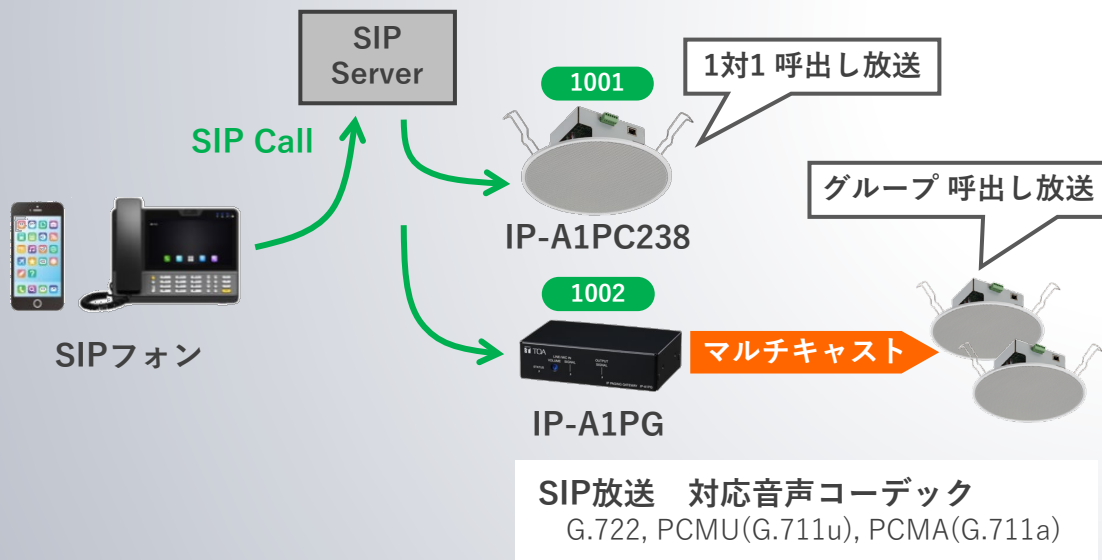 SIP
Server
SIP Call
1001
1対1 呼出し放送
IP-A1PC238
グループ 呼出し放送
SIPフォン
1002
TOA
IP-A1PG
マルチキャスト
SIP放送　対応音声コーデック
G.722, PCMU(G.711u), PCMA(G.711a)